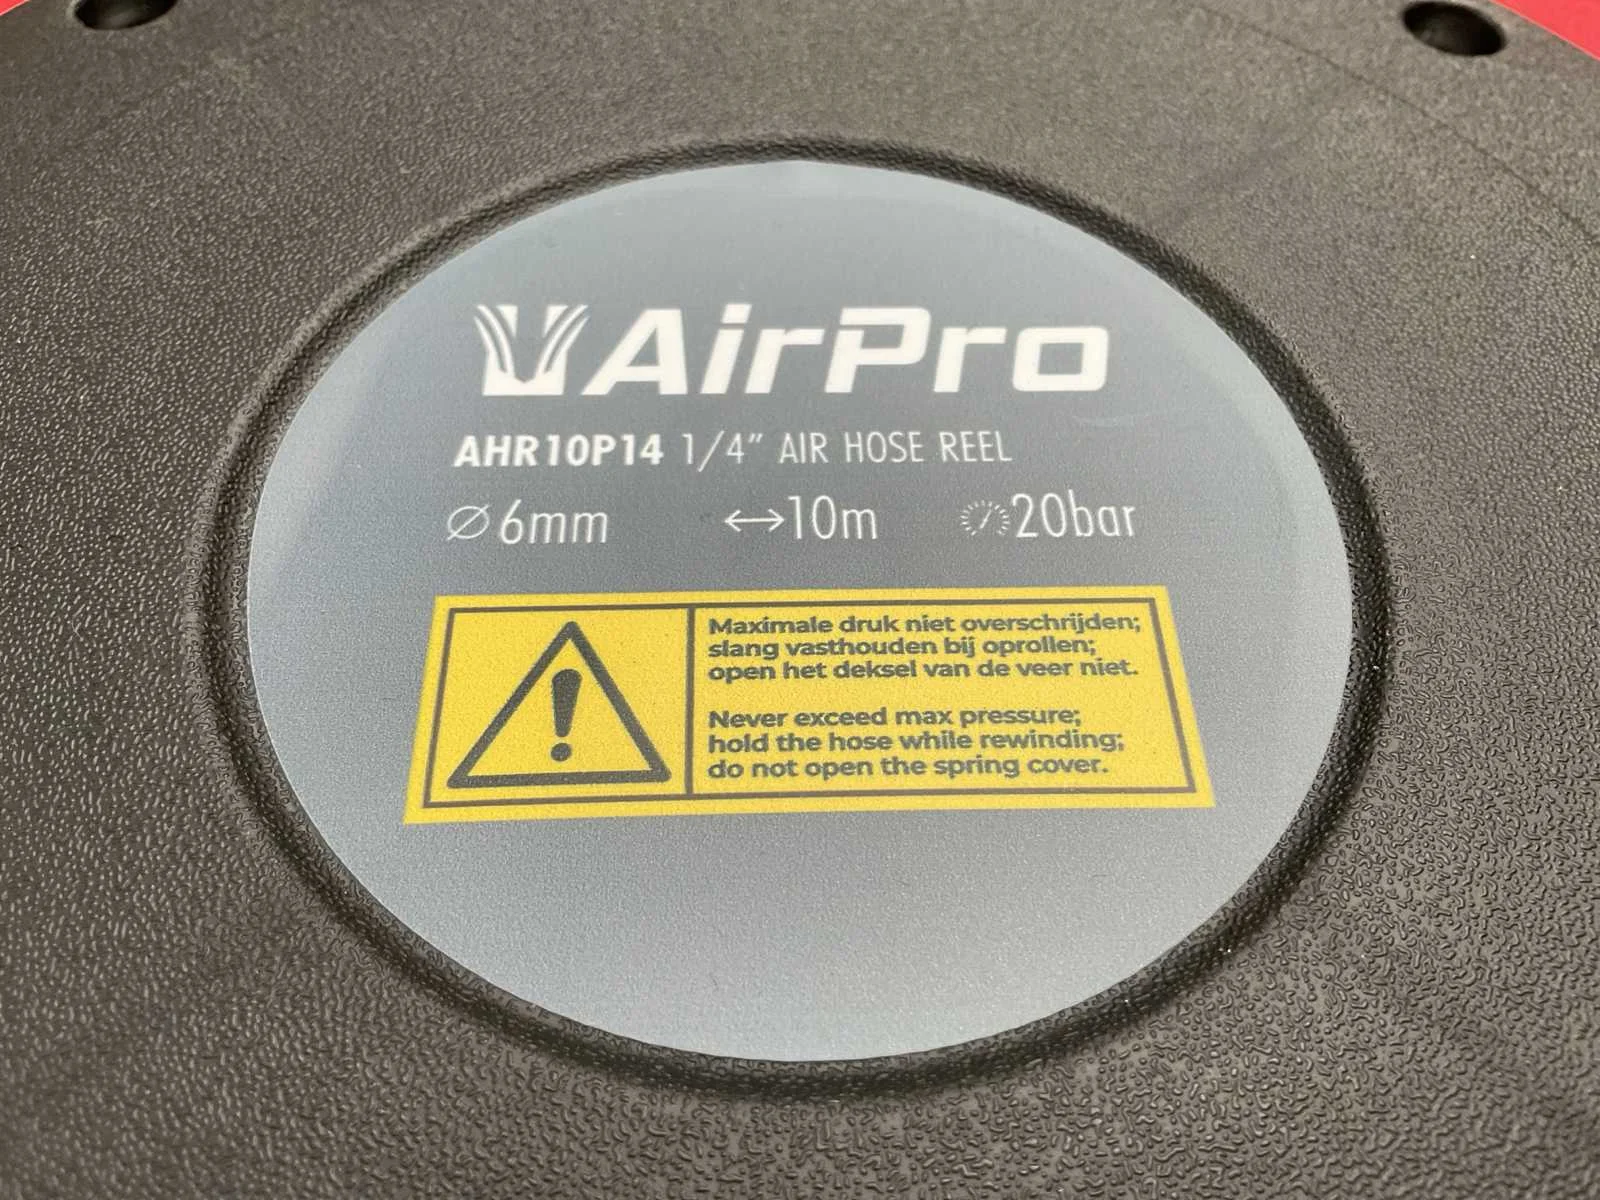 AirPro
AHR10P14 1/4” AIR HOSE REEL
⌀6mm ↔10m 20bar
Maximale druk niet overschrijden;
slang vasthouden bij oprollen;
open het deksel van de veer niet.
Never exceed max pressure;
hold the hose while rewinding;
do not open the spring cover.